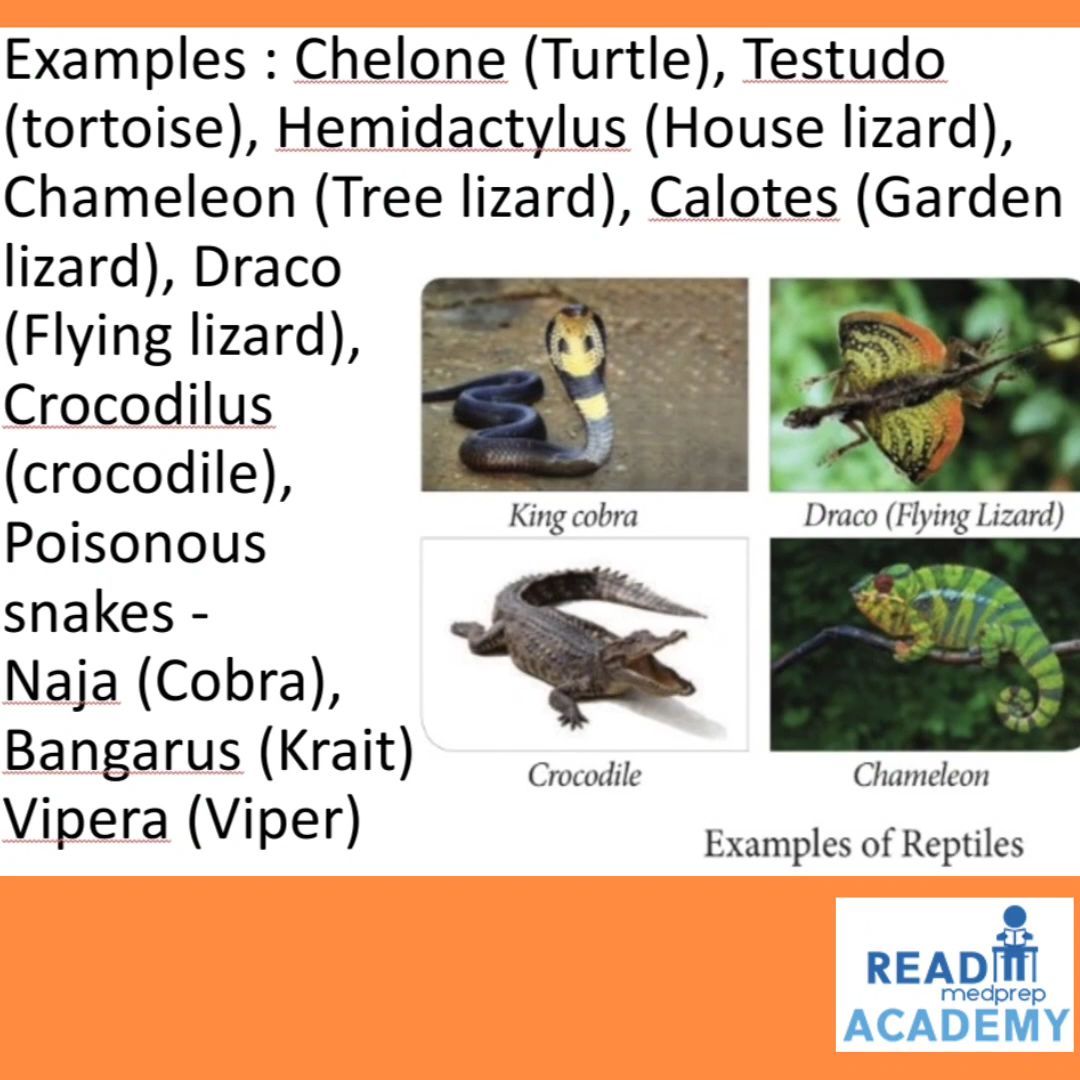 Examples : Chelone (Turtle), Testudo
(tortoise), Hemidactylus (House lizard),
Chameleon (Tree lizard), Calotes (Garden
lizard), Draco
(Flying lizard),
Crocodilus
(crocodile),
Poisonous
snakes -
Naja (Cobra),
Bangarus (Krait)
Vipera (Viper)
King cobra
Draco (Flying Lizard)
Crocodile
Chameleon
Examples of Reptiles
READ
medprep
ACADEMY